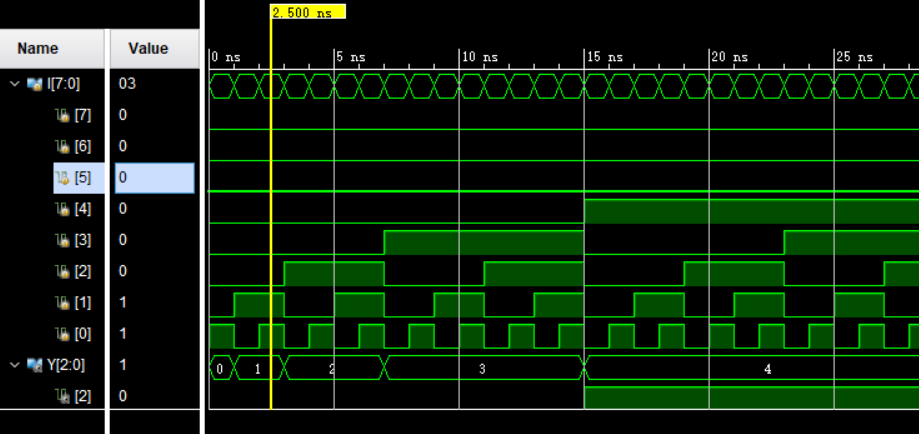 2.500 ns
Name Value
0 ns 5 ns 10 ns 15 ns 20 ns 25 ns
I[7:0] 03
[7] 0
[6] 0
[5] 0
[4] 0
[3] 0
[2] 0
[1] 1
[0] 1
Y[2:0] 1 0 1 2 3 4
[2] 0